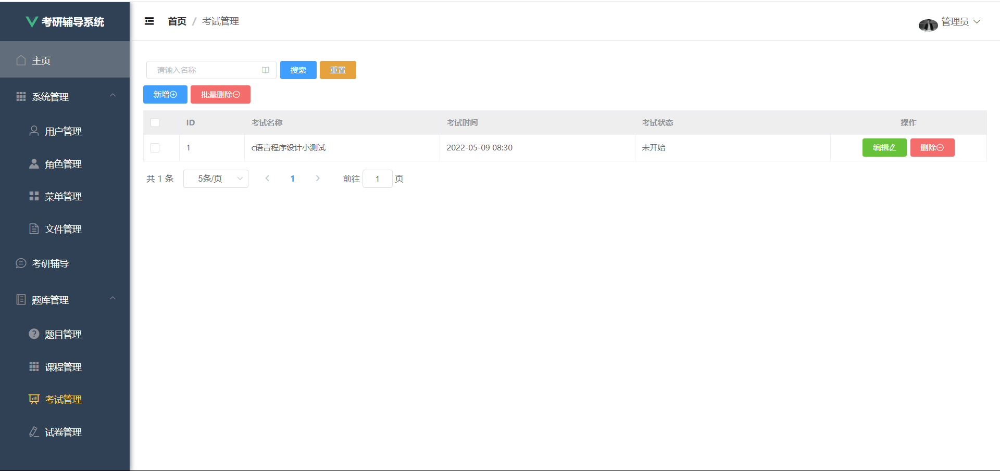 考研辅导系统
首页 / 考试管理
管理员
主页
系统管理
用户管理
角色管理
菜单管理
文件管理
考研辅导
题库管理
题目管理
课程管理
考试管理
试卷管理
请输入名称 搜索 重置
新增 批量删除
ID 考试名称 考试时间 考试状态 操作
1 c语言程序设计小测试 2022-05-09 08:30 未开始 编辑 删除
共 1 条 5条/页 1 前往 1 页